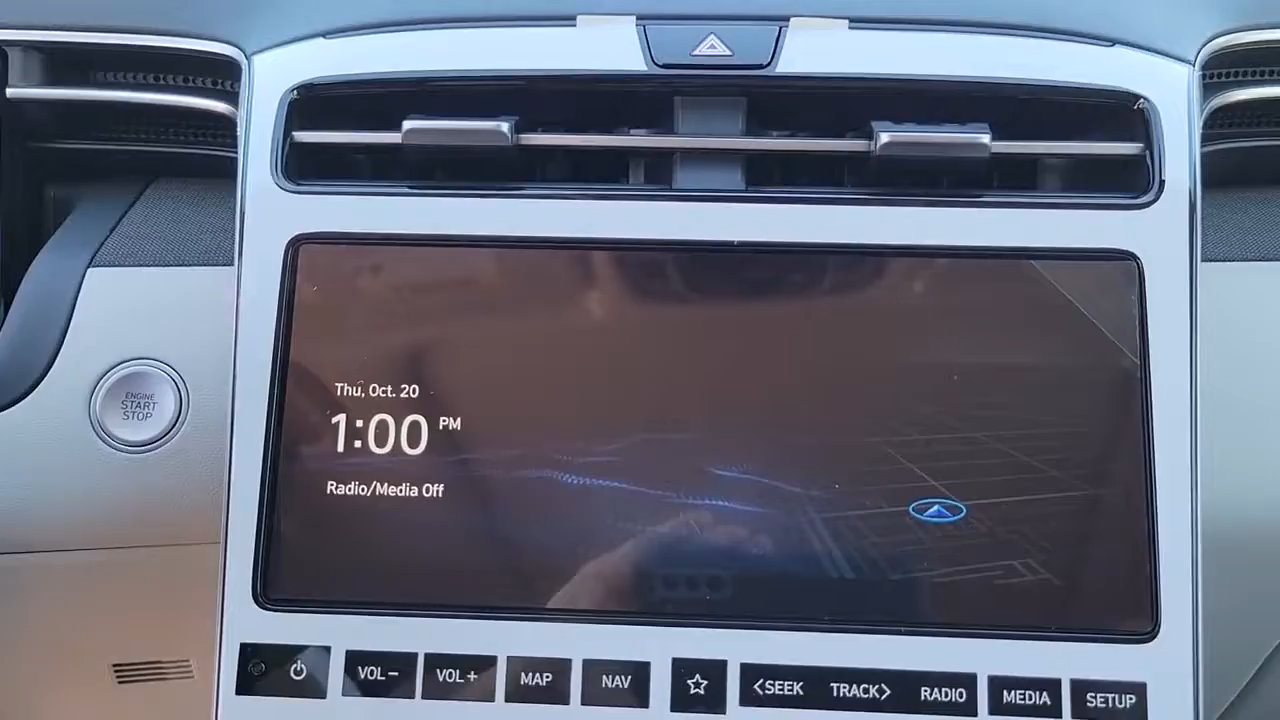 ENGINE
START
STOP
Thu, Oct. 20
1:00 PM
Radio/Media Off
VOL－ VOL＋ MAP NAV <SEEK TRACK> RADIO MEDIA SETUP